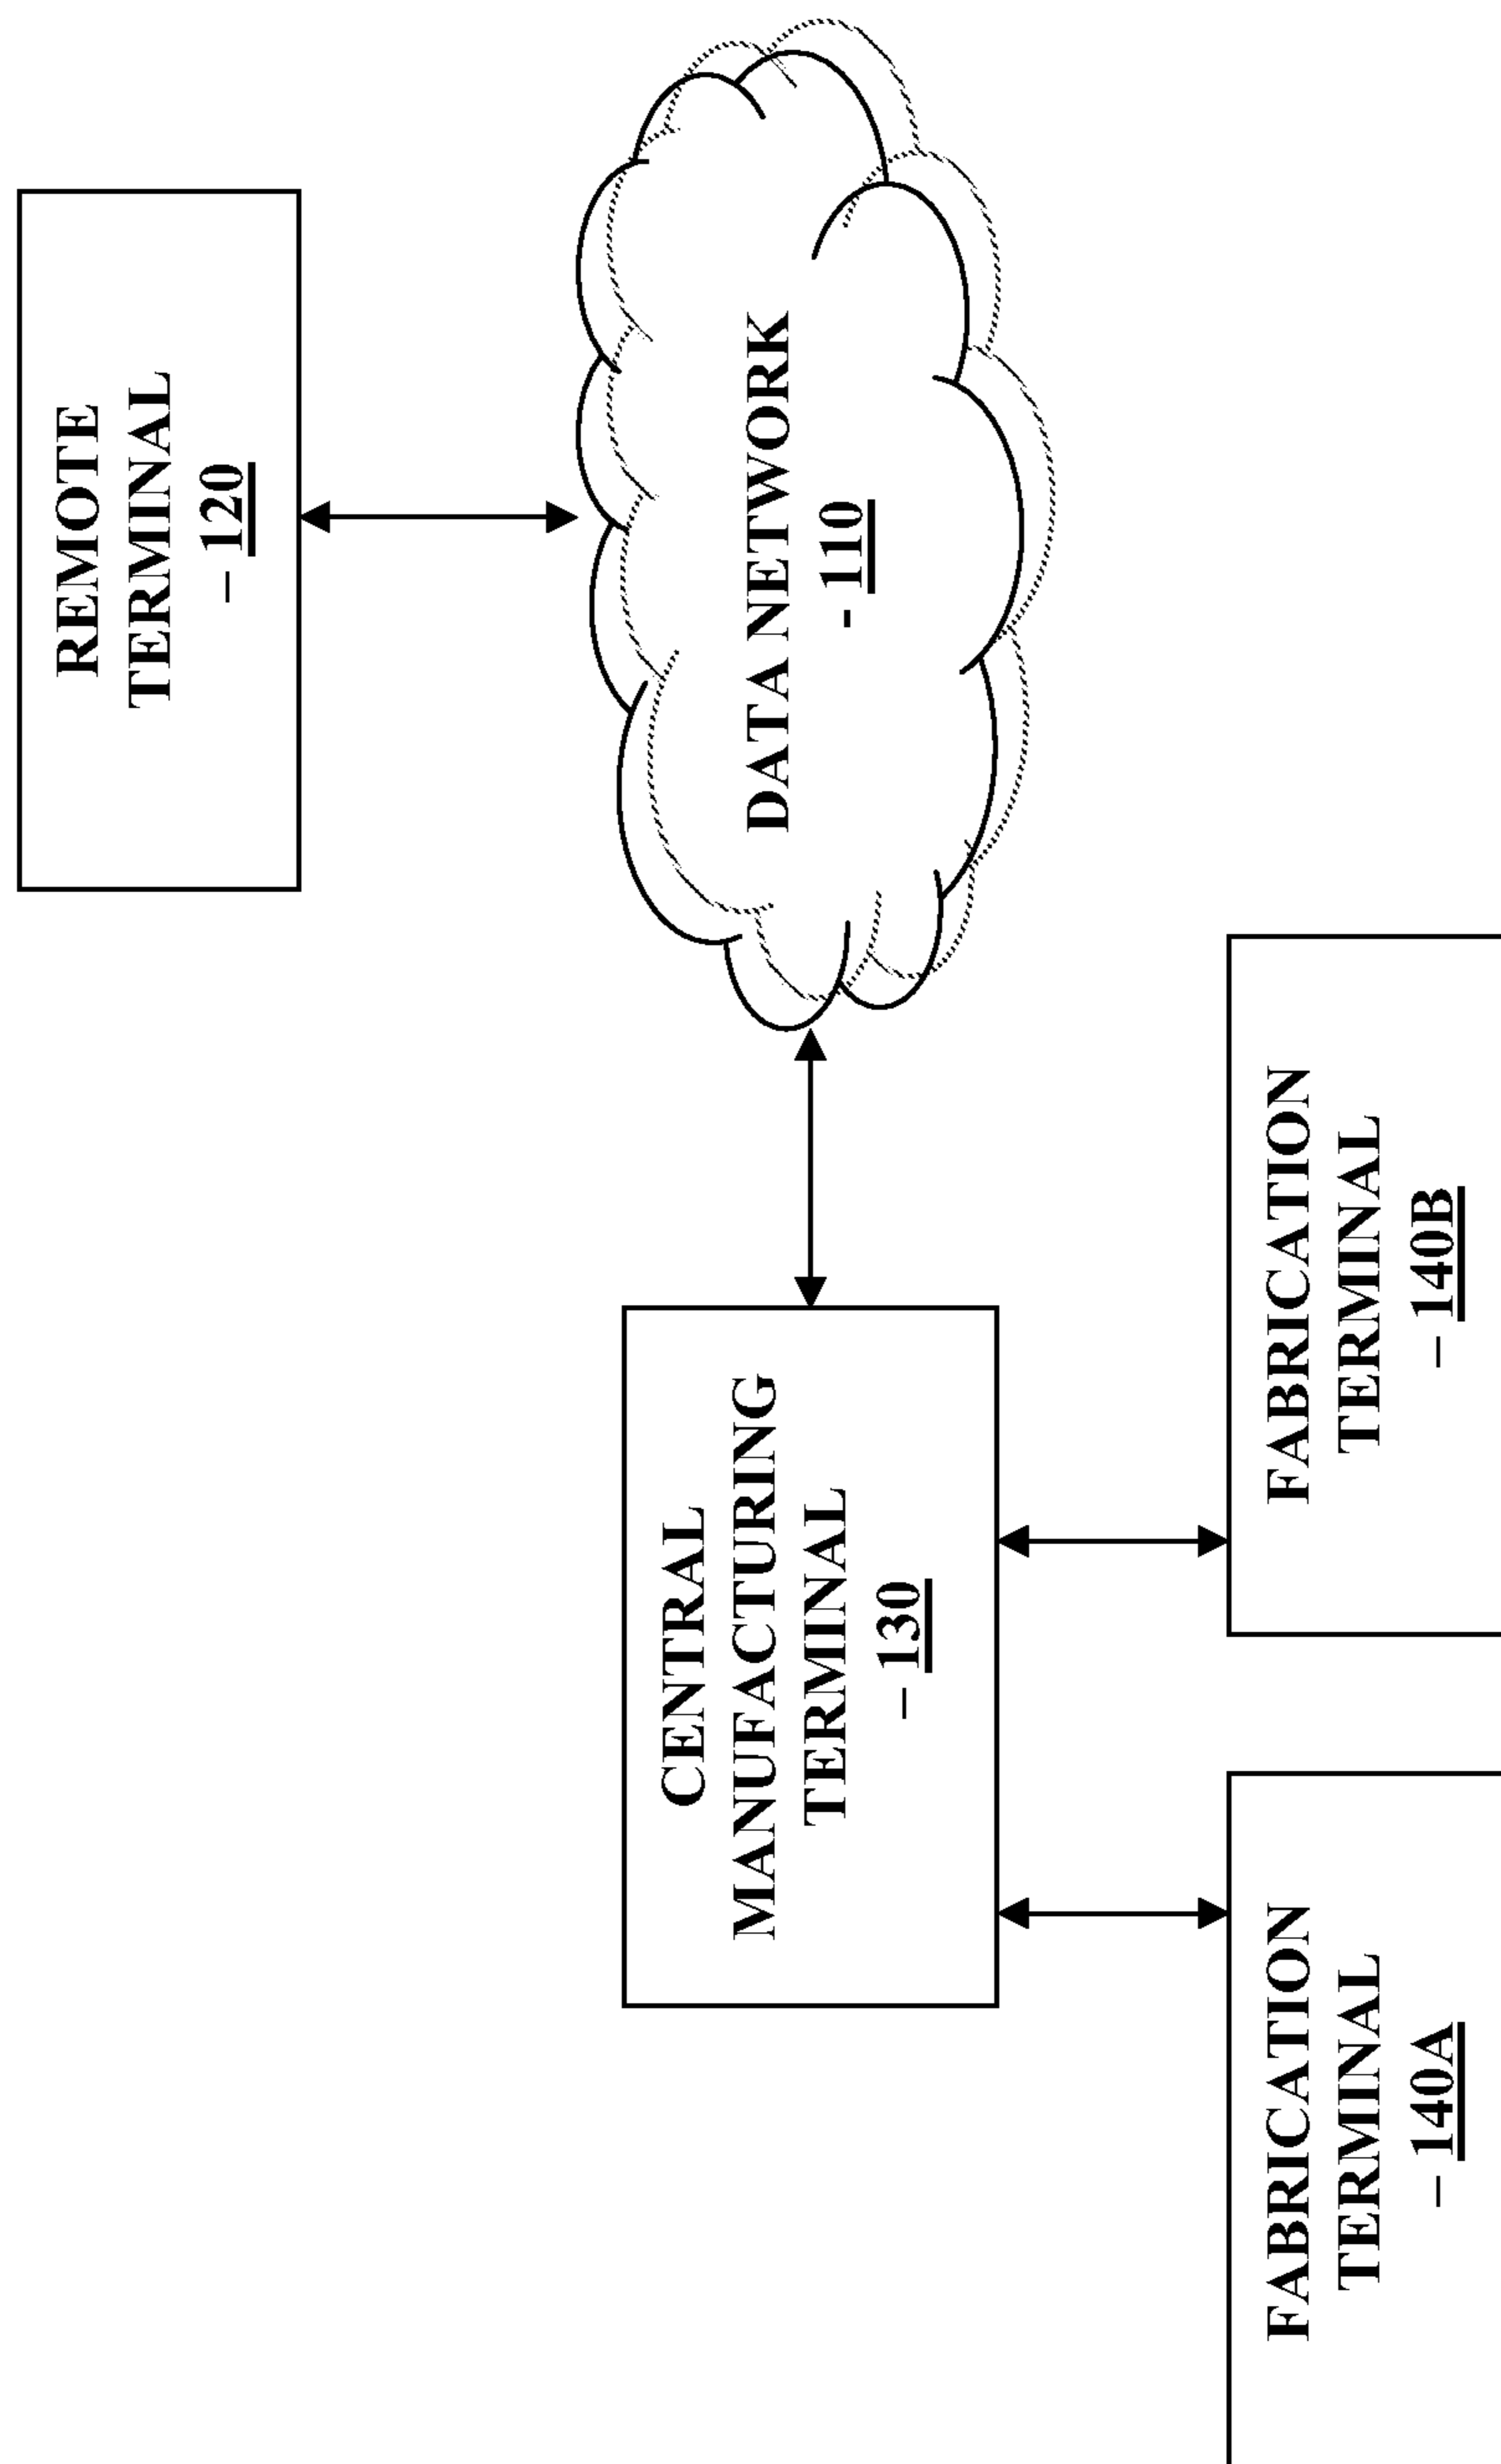 REMOTE
TERMINAL
– 120
DATA NETWORK
- 110
CENTRAL
MANUFACTURING
TERMINAL
– 130
FABRICATION
TERMINAL
– 140A
FABRICATION
TERMINAL
– 140B